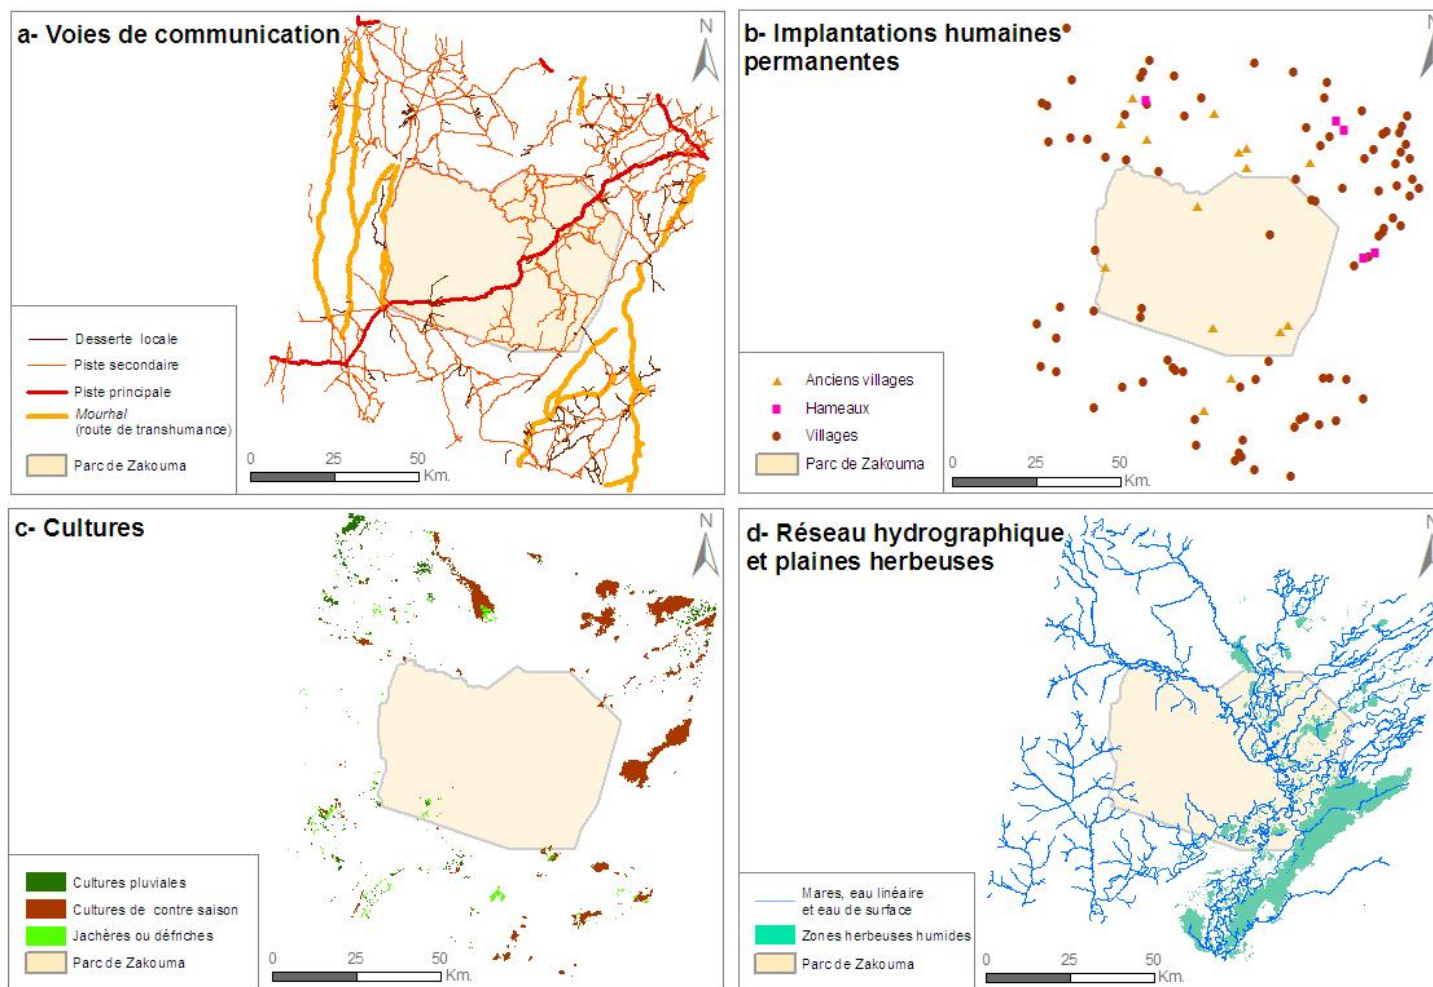 a- Voies de communication
N
Desserte locale
Piste secondaire
Piste principale
Mourhal
(route de transhumance)
Parc de Zakouma
0 25 50
Km.
b- Implantations humaines
permanentes
N
Anciens villages
Hameaux
Villages
Parc de Zakouma
0 25 50
Km.
c- Cultures
N
Cultures pluviales
Cultures de contre saison
Jachères ou défriches
Parc de Zakouma
0 25 50
Km.
d- Réseau hydrographique
et plaines herbeuses
N
Mares, eau linéaire
et eau de surface
Zones herbeuses humides
Parc de Zakouma
0 25 50
Km.